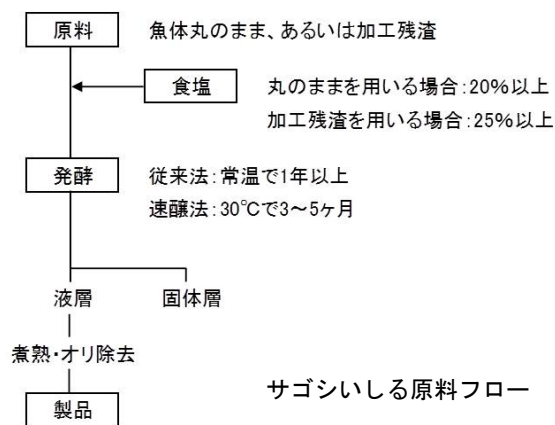 原料 魚体丸のまま、あるいは加工残渣
食塩 丸のままを用いる場合：20％以上
加工残渣を用いる場合：25％以上
発酵 従来法：常温で1年以上
速醸法：30℃で3～5ヶ月
液層 固体層
煮熟・オリ除去
サゴシいしる原料フロー
製品